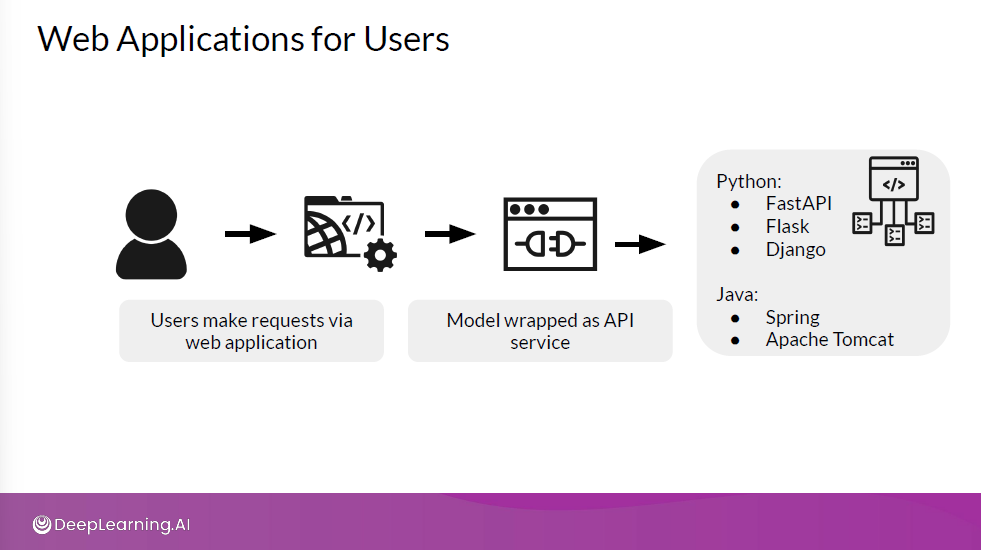 Web Applications for Users
Users make requests via
web application
Model wrapped as API
service
Python:
● FastAPI
● Flask
● Django
Java:
● Spring
● Apache Tomcat
DeepLearning.AI